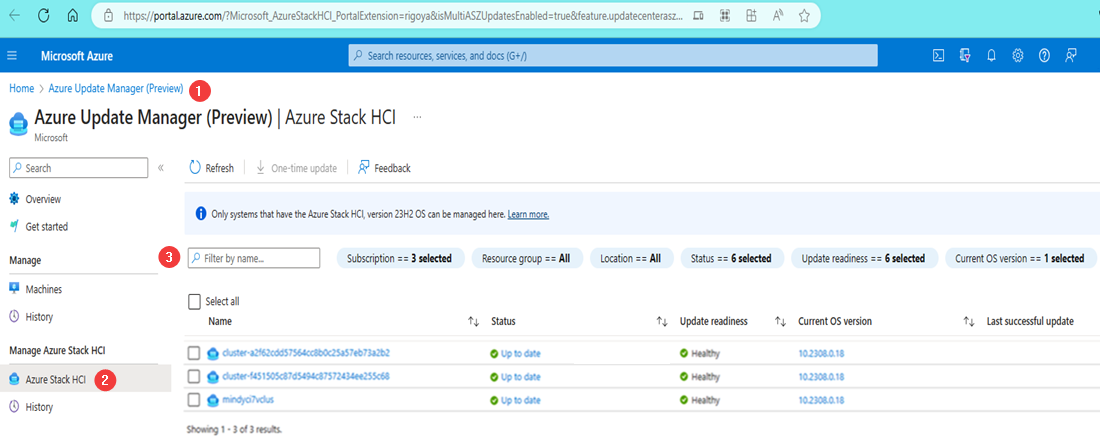 https://portal.azure.com/?Microsoft_AzureStackHCI_PortalExtension=rigoya&isMultiASZUpdatesEnabled=true&feature.updatecenterasz...
Microsoft Azure
Search resources, services, and docs (G+/)
Home > Azure Update Manager (Preview) 1
Azure Update Manager (Preview) | Azure Stack HCI ...
Microsoft
Search «
Refresh One-time update Feedback
Overview
Only systems that have the Azure Stack HCI, version 23H2 OS can be managed here. Learn more.
Get started
3 Filter by name... Subscription == 3 selected Resource group == All Location == All Status == 6 selected Update readiness == 6 selected Current OS version == 1 selected
Manage
Machines
Select all
History
Name Status Update readiness Current OS version Last successful update
Manage Azure Stack HCI
cluster-a2f62cdd57564cc8b0c25a57eb73a2b2 Up to date Healthy 10.2308.0.18
Azure Stack HCI 2
cluster-f451505c87d5494c87572434ee255c68 Up to date Healthy 10.2308.0.18
History
mindyci7vclus Up to date Healthy 10.2308.0.18
Showing 1 - 3 of 3 results.